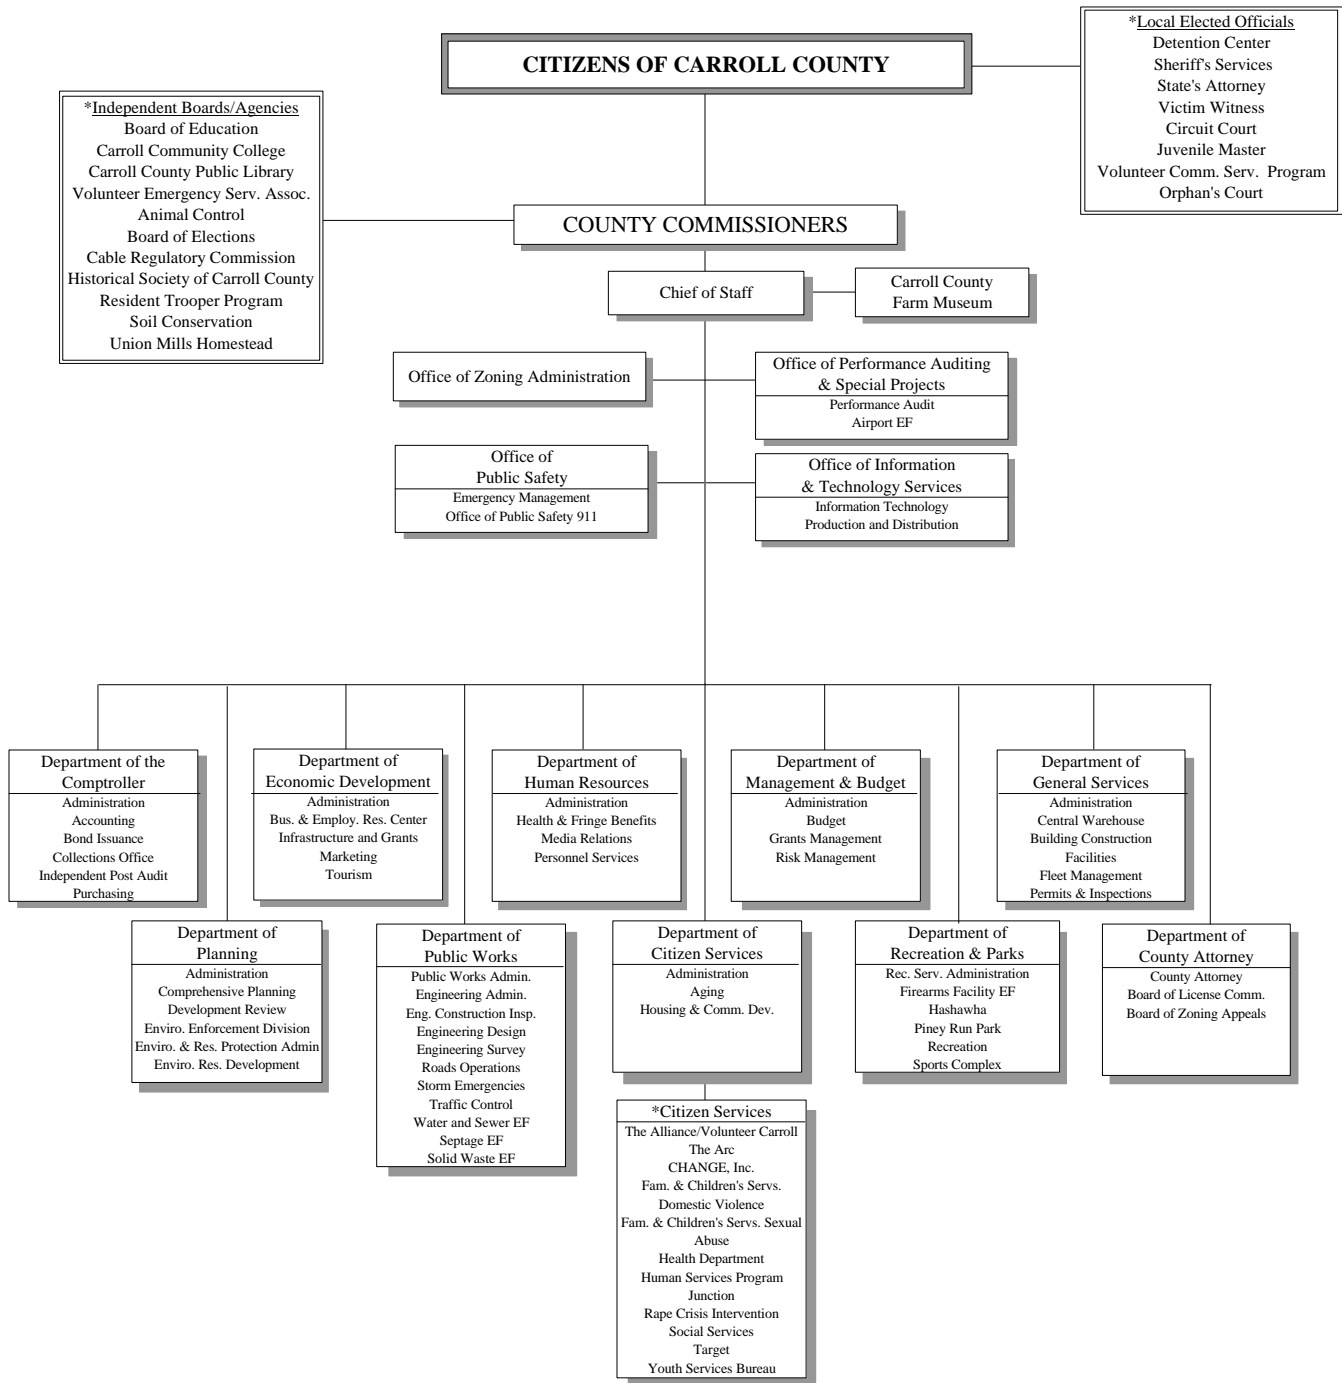 CITIZENS OF CARROLL COUNTY
*Local Elected Officials
Detention Center
Sheriff's Services
State's Attorney
Victim Witness
Circuit Court
Juvenile Master
Volunteer Comm. Serv. Program
Orphan's Court
*Independent Boards/Agencies
Board of Education
Carroll Community College
Carroll County Public Library
Volunteer Emergency Serv. Assoc.
Animal Control
Board of Elections
Cable Regulatory Commission
Historical Society of Carroll County
Resident Trooper Program
Soil Conservation
Union Mills Homestead
COUNTY COMMISSIONERS
Chief of Staff
Carroll County
Farm Museum
Office of Zoning Administration
Office of Performance Auditing
& Special Projects
Performance Audit
Airport EF
Office of
Public Safety
Emergency Management
Office of Public Safety 911
Office of Information
& Technology Services
Information Technology
Production and Distribution
Department of the
Comptroller
Administration
Accounting
Bond Issuance
Collections Office
Independent Post Audit
Purchasing
Department of
Economic Development
Administration
Bus. & Employ. Res. Center
Infrastructure and Grants
Marketing
Tourism
Department of
Human Resources
Administration
Health & Fringe Benefits
Media Relations
Personnel Services
Department of
Management & Budget
Administration
Budget
Grants Management
Risk Management
Department of
General Services
Administration
Central Warehouse
Building Construction
Facilities
Fleet Management
Permits & Inspections
Department of
Planning
Administration
Comprehensive Planning
Development Review
Enviro. Enforcement Division
Enviro. & Res. Protection Admin
Enviro. Res. Development
Department of
Public Works
Public Works Admin.
Engineering Admin.
Eng. Construction Insp.
Engineering Design
Engineering Survey
Roads Operations
Storm Emergencies
Traffic Control
Water and Sewer EF
Septage EF
Solid Waste EF
Department of
Citizen Services
Administration
Aging
Housing & Comm. Dev.
Department of
Recreation & Parks
Rec. Serv. Administration
Firearms Facility EF
Hashawha
Piney Run Park
Recreation
Sports Complex
Department of
County Attorney
County Attorney
Board of License Comm.
Board of Zoning Appeals
*Citizen Services
The Alliance/Volunteer Carroll
The Arc
CHANGE, Inc.
Fam. & Children's Servs.
Domestic Violence
Fam. & Children's Servs. Sexual
Abuse
Health Department
Human Services Program
Junction
Rape Crisis Intervention
Social Services
Target
Youth Services Bureau